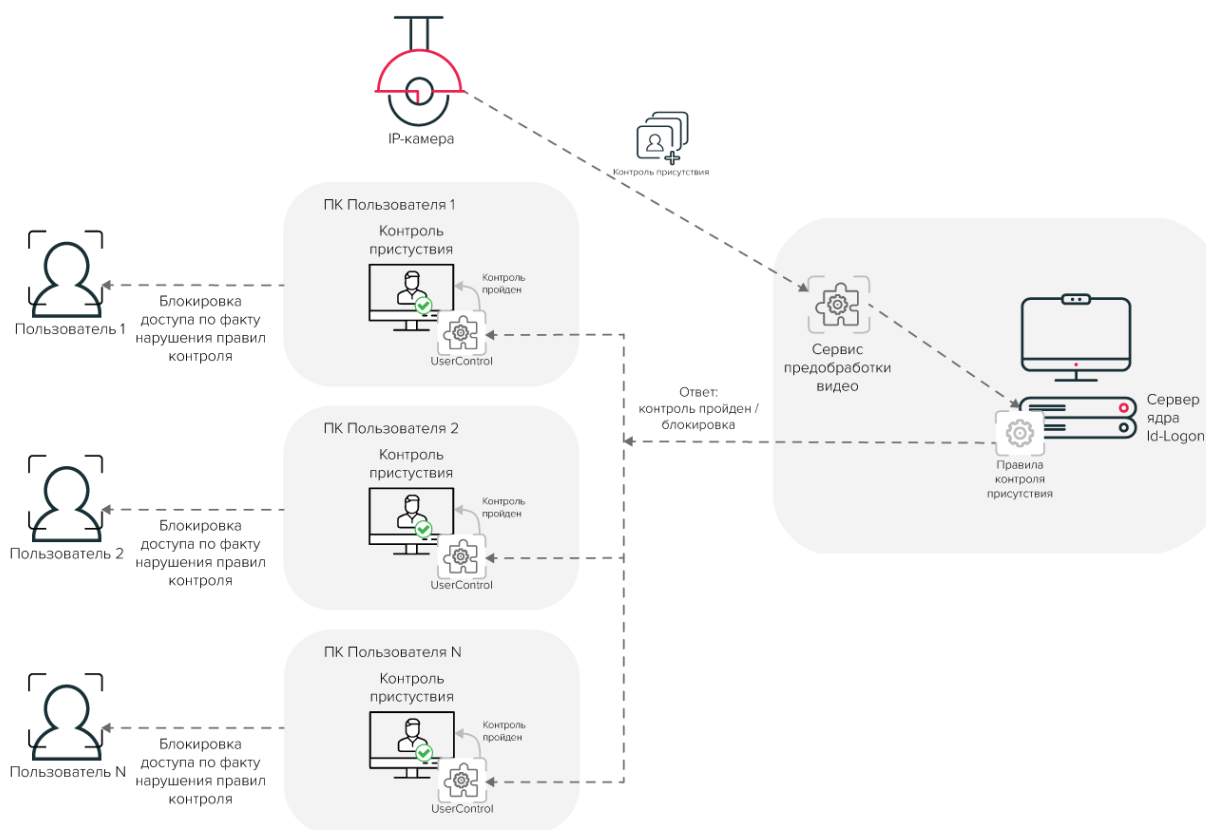 IP-камера
Контроль присутствия
ПК Пользователя 1
Контроль
пристуствия
Контроль
пройден
UserControl
Пользователь 1
Блокировка
доступа по факту
нарушения правил
контроля
Сервис
предобработки
видео
Сервер
ядра
Id-Logon
Правила
контроля
присутствия
Ответ:
контроль пройден /
блокировка
ПК Пользователя 2
Контроль
пристуствия
Контроль
пройден
UserControl
Пользователь 2
Блокировка
доступа по факту
нарушения правил
контроля
ПК Пользователя N
Контроль
пристуствия
Контроль
пройден
UserControl
Пользователь N
Блокировка
доступа по факту
нарушения правил
контроля